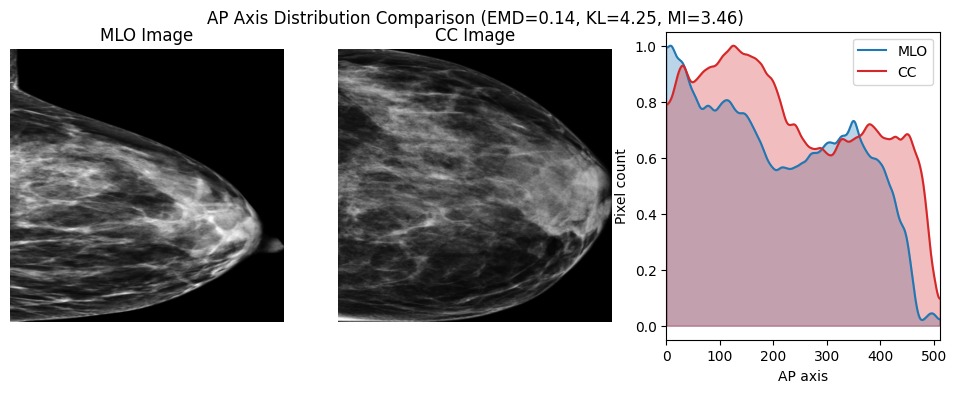 AP Axis Distribution Comparison (EMD=0.14, KL=4.25, MI=3.46)
MLO Image
CC Image
MLO
CC
Pixel count
1.0
0.8
0.6
0.4
0.2
0.0
0 100 200 300 400 500
AP axis